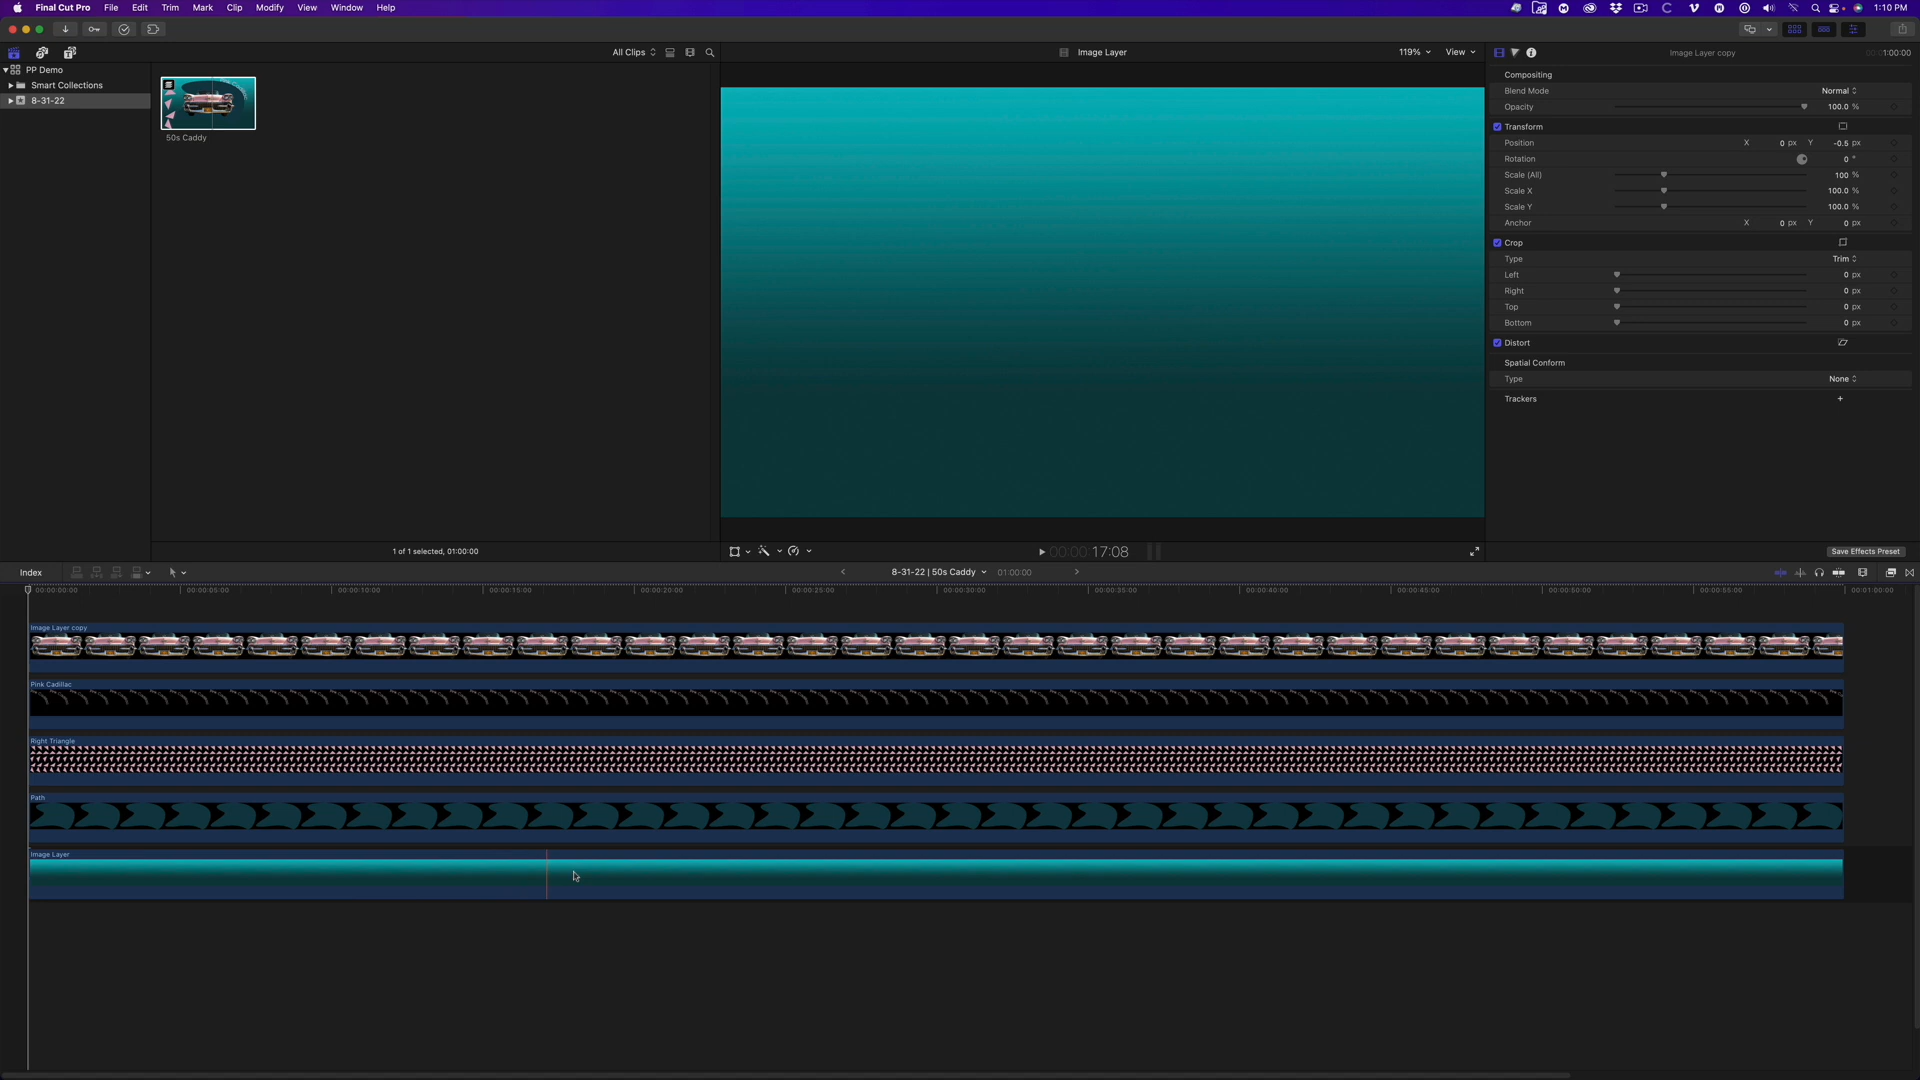 Final Cut Pro File Edit Trim Mark Clip Modify View Window Help 1:10 PM
All Clips Image Layer 119% View Image Layer copy 1:00:00
PP Demo
Smart Collections
8-31-22
50s Caddy
Compositing
Blend Mode Normal
Opacity 100.0 %
Transform
Position X 0 px Y -0.5 px
Rotation 0 °
Scale (All) 100 %
Scale X 100.0 %
Scale Y 100.0 %
Anchor X 0 px Y 0 px
Crop
Type Trim
Left 0 px
Right 0 px
Top 0 px
Bottom 0 px
Distort
Spatial Conform
Type None
Trackers +
1 of 1 selected, 01:00:00 00:00:17:08 Save Effects Preset
Index 8-31-22 | 50s Caddy 01:00:00
00:00:00:00 00:00:05:00 00:00:10:00 00:00:15:00 00:00:20:00 00:00:25:00 00:00:30:00 00:00:35:00 00:00:40:00 00:00:45:00 00:00:50:00 00:00:55:00 00:01:00:00
Image Layer copy
Pink Cadillac
Right Triangle
Path
Image Layer